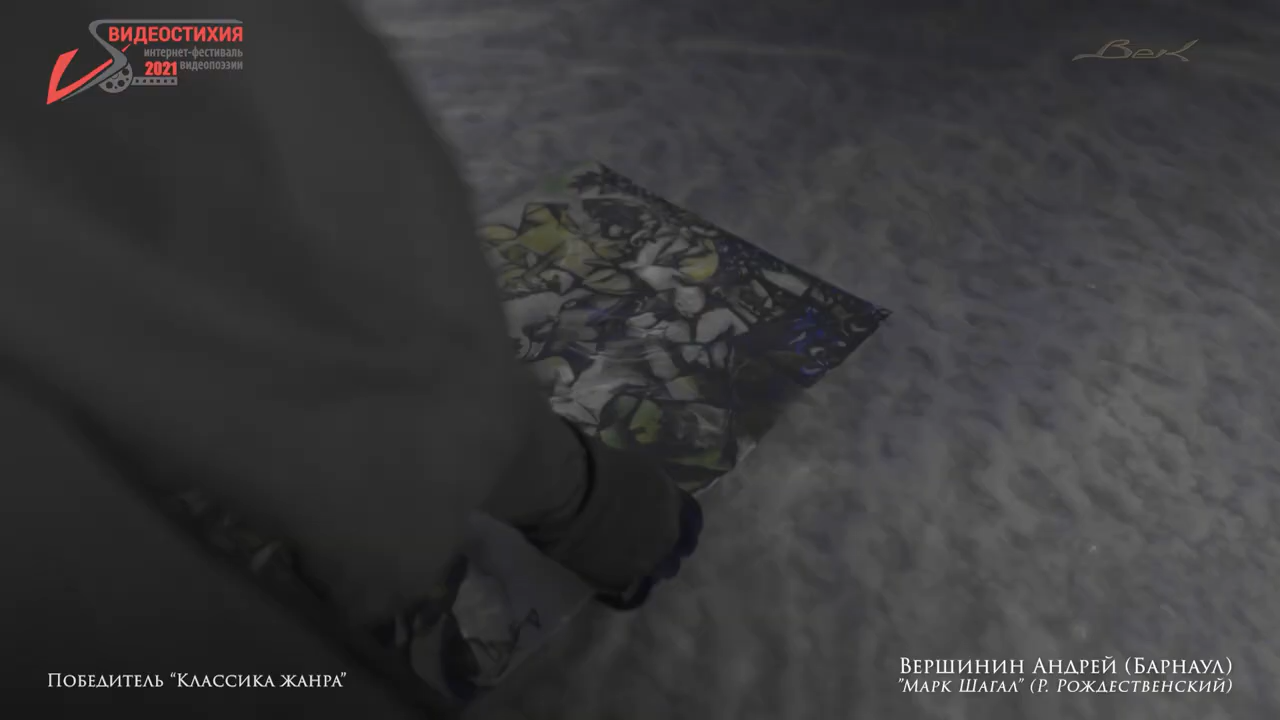 ВИДЕОСТИХИЯ
интернет-фестиваль
2021 видеопоэзии
Век
Победитель “Классика жанра”
Вершинин Андрей (Барнаул)
"Марк Шагал" (Р. Рождественский)